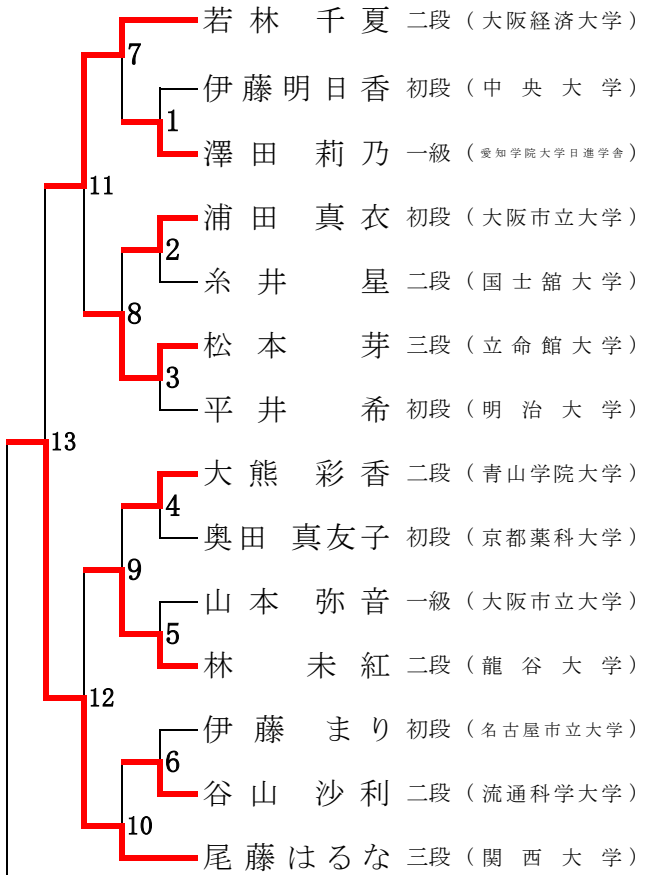 若林 千夏 二段 (大阪経済大学)
7
伊藤明日香 初段 (中央大学)
1
澤田 莉乃 一級 (愛知学院大学日進学舎)
11
浦田 真衣 初段 (大阪市立大学)
2
糸井 星 二段 (国士舘大学)
8
松本 芽 三段 (立命館大学)
3
平井 希 初段 (明治大学)
13
大熊 彩香 二段 (青山学院大学)
4
奥田 真友子 初段 (京都薬科大学)
9
山本 弥音 一級 (大阪市立大学)
5
林 未紅 二段 (龍谷大学)
12
伊藤 まり 初段 (名古屋市立大学)
6
谷山 沙利 二段 (流通科学大学)
10
尾藤はるな 三段 (関西大学)